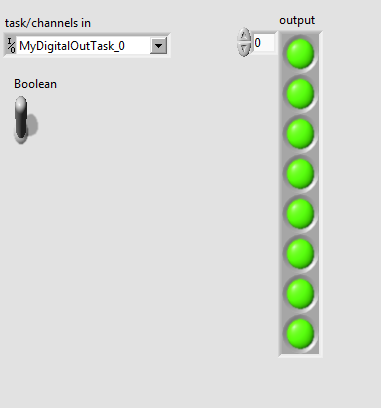 task/channels in
output
I/O
MyDigitalOutTask_0
0
Boolean